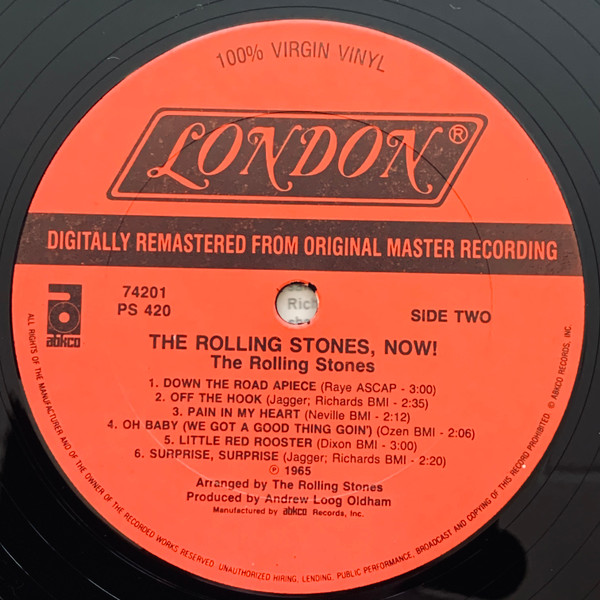 100% VIRGIN VINYL
LONDON®
DIGITALLY REMASTERED FROM ORIGINAL MASTER RECORDING
abkco
74201
PS 420
SIDE TWO
Rich
THE ROLLING STONES, NOW!
The Rolling Stones
1. DOWN THE ROAD APIECE (Raye ASCAP - 3:00)
2. OFF THE HOOK (Jagger; Richards BMI - 2:35)
3. PAIN IN MY HEART (Neville BMI - 2:12)
4. OH BABY (WE GOT A GOOD THING GOIN') (Ozen BMI - 2:06)
5. LITTLE RED ROOSTER (Dixon BMI - 3:00)
6. SURPRISE, SURPRISE (Jagger; Richards BMI - 2:20)
℗ 1965
Arranged by The Rolling Stones
Produced by Andrew Loog Oldham
Manufactured by abkco Records, Inc.
ALL RIGHTS OF THE MANUFACTURER AND OF THE OWNER OF THE RECORDED WORKS RESERVED. UNAUTHORIZED HIRING, LENDING, PUBLIC PERFORMANCE, BROADCAST AND COPYING OF THIS RECORD PROHIBITED © ABKCO RECORDS, INC.